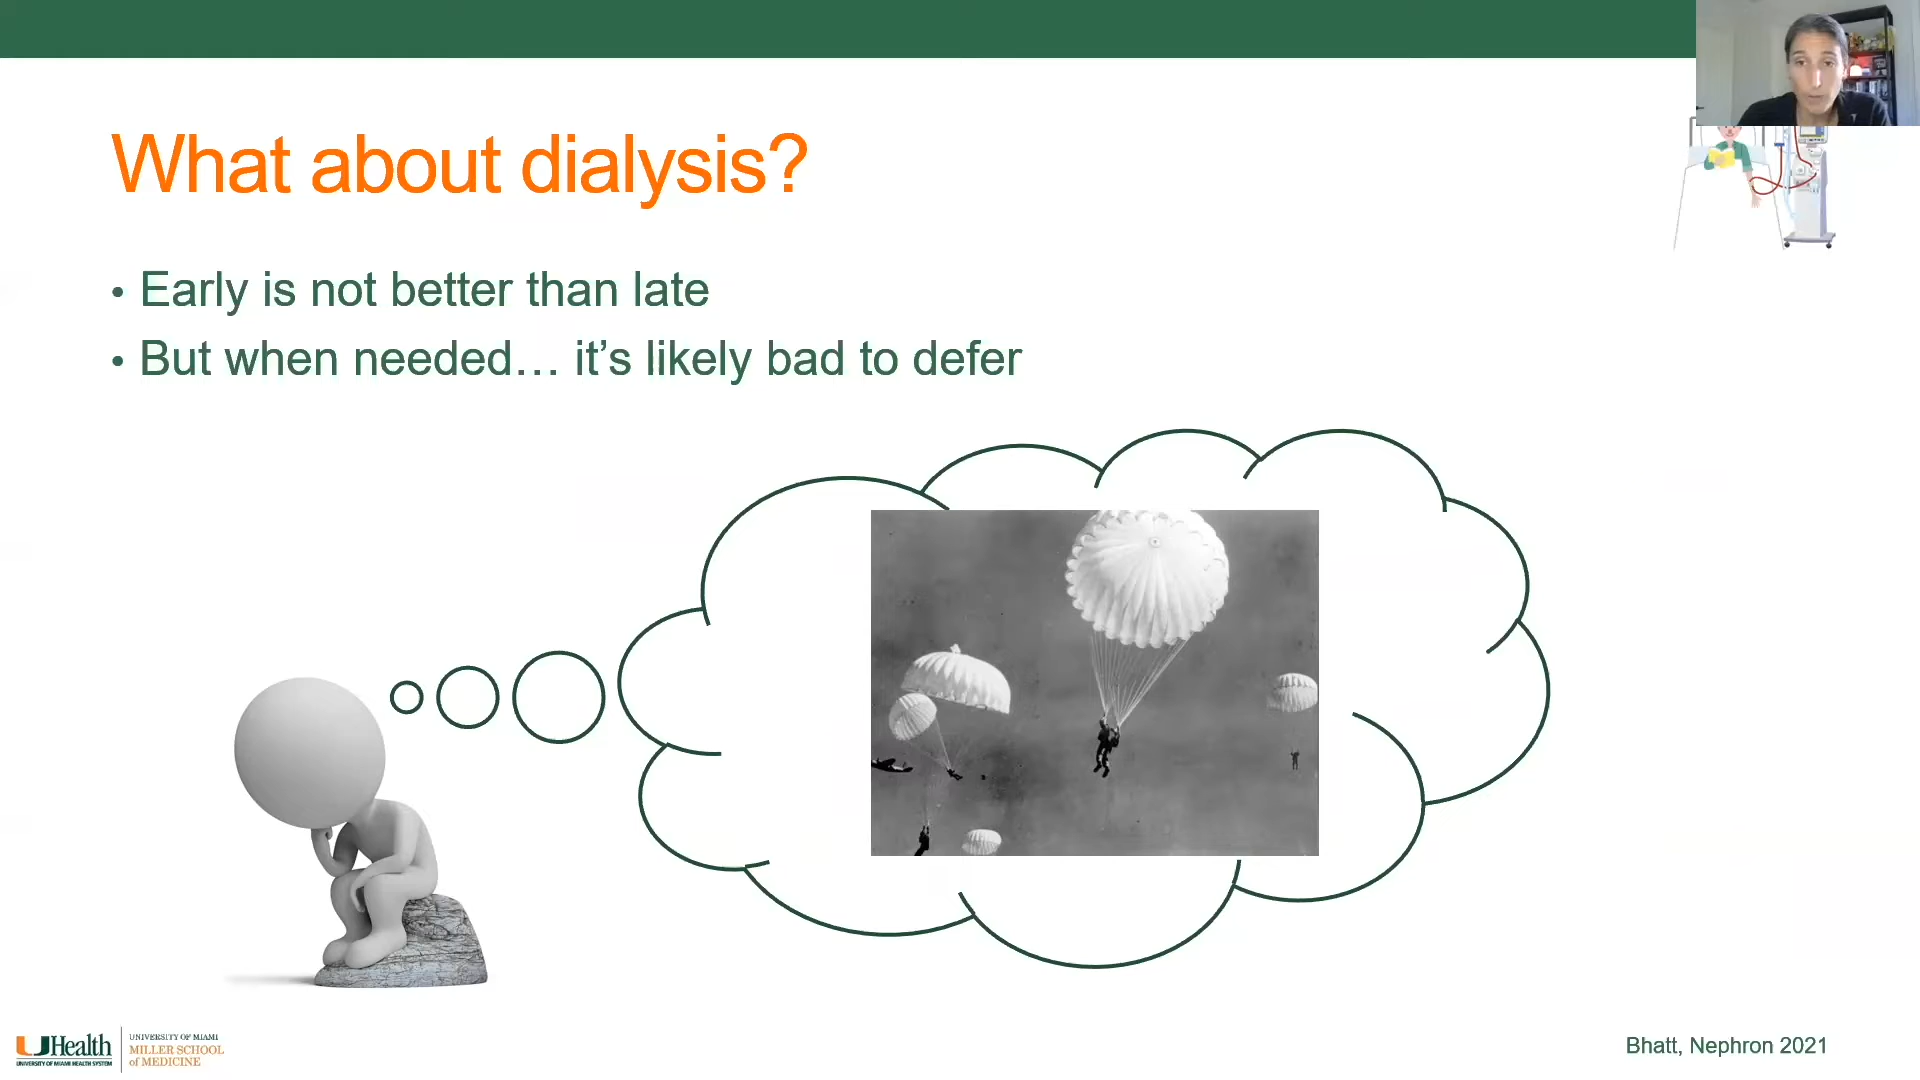 What about dialysis?
• Early is not better than late
• But when needed… it’s likely bad to defer
UHealth
UNIVERSITY OF MIAMI HEALTH SYSTEM
UNIVERSITY OF MIAMI
MILLER SCHOOL
of MEDICINE
Bhatt, Nephron 2021